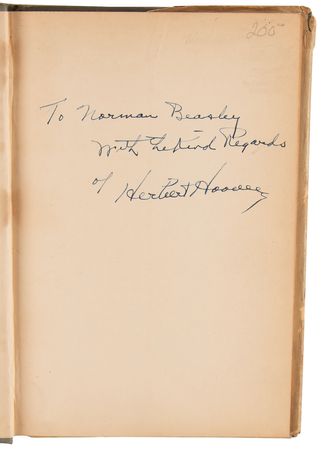 200
To Norman Beasley
With the Kind Regards
of Herbert Hoover